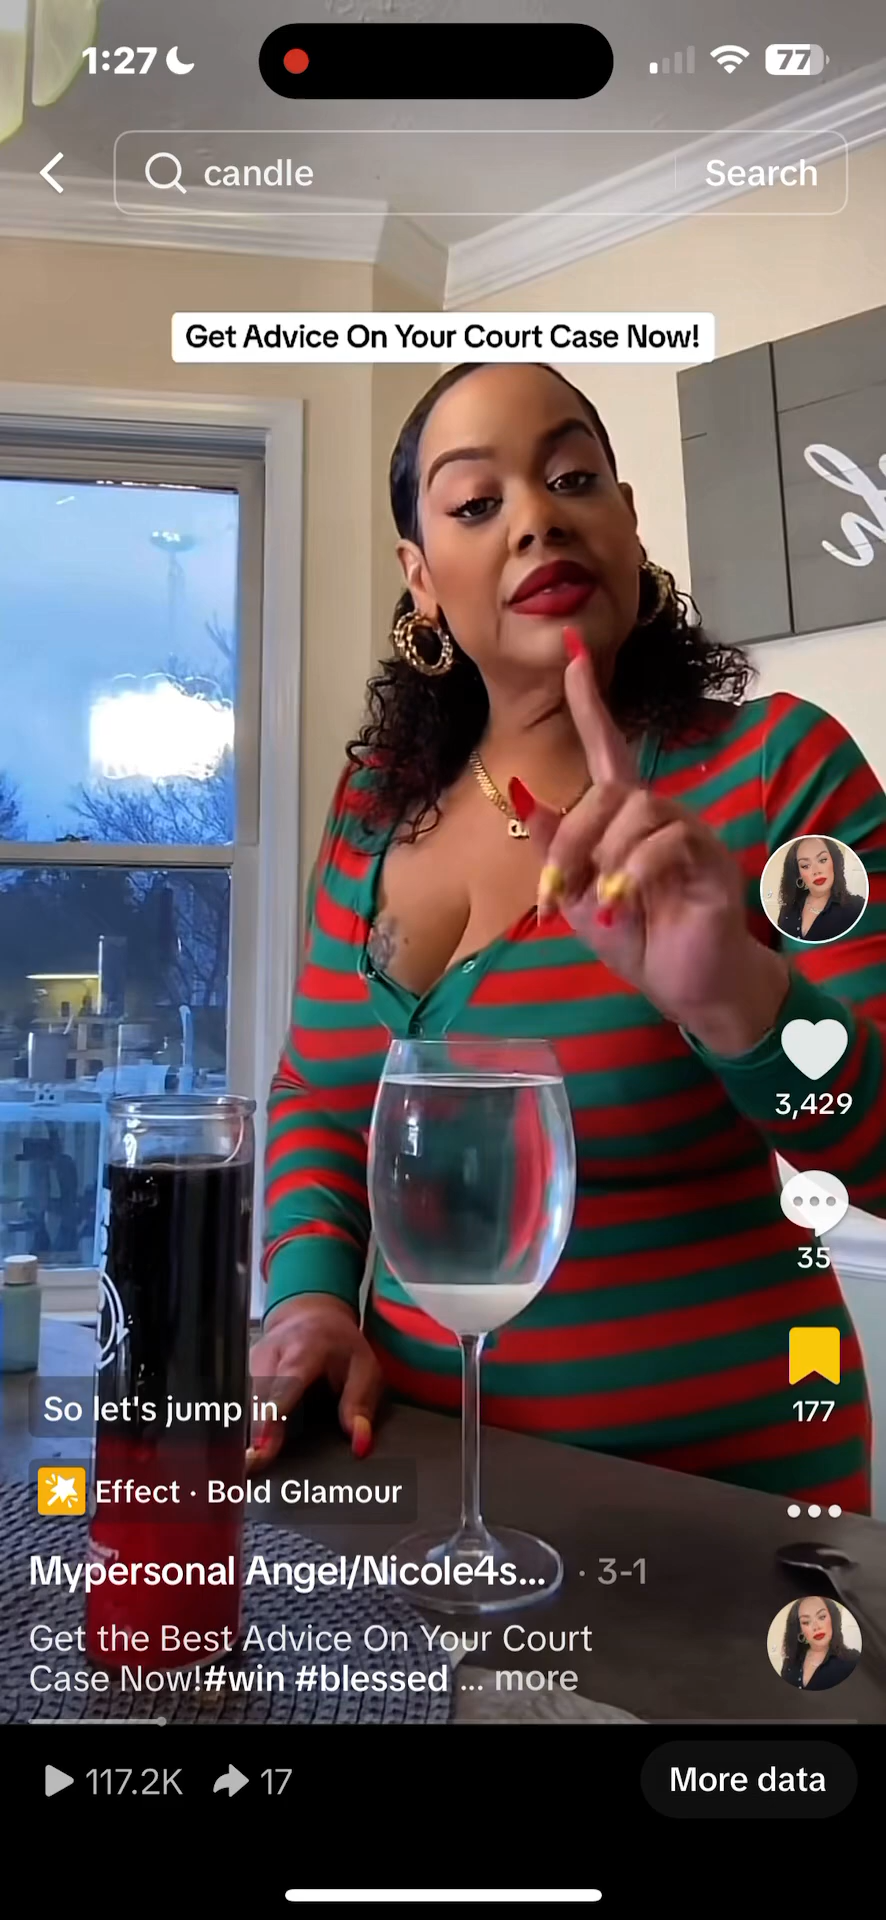 1:27
77
candle
Search
Get Advice On Your Court Case Now!
3,429
35
177
So let's jump in.
Effect · Bold Glamour
Mypersonal Angel/Nicole4s... · 3-1
Get the Best Advice On Your Court
Case Now!#win #blessed ... more
117.2K
17
More data